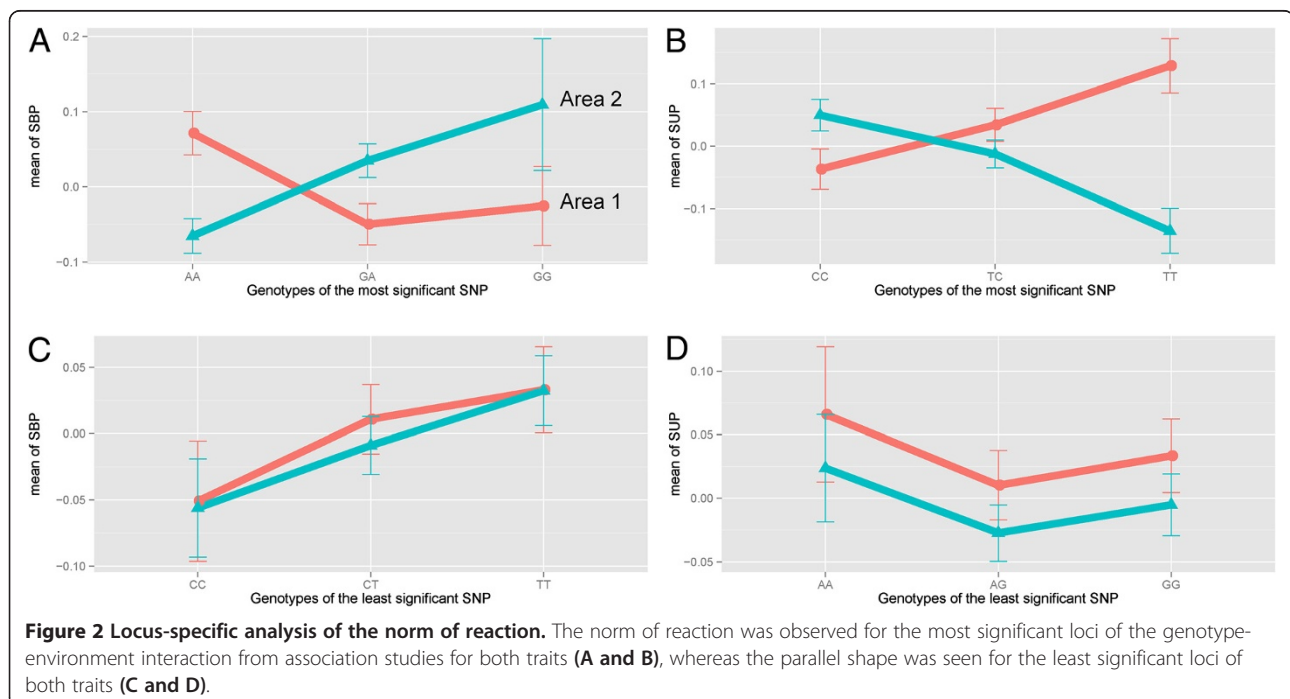 A
0.2
0.1
0.0
−0.1
mean of SBP
Area 2
Area 1
AA GA GG
Genotypes of the most significant SNP
B
0.1
0.0
−0.1
mean of SUP
CC TC TT
Genotypes of the most significant SNP
C
0.05
0.00
−0.05
−0.10
mean of SBP
CC CT TT
Genotypes of the least significant SNP
D
0.10
0.05
0.00
−0.05
mean of SUP
AA AG GG
Genotypes of the least significant SNP
Figure 2 Locus-specific analysis of the norm of reaction. The norm of reaction was observed for the most significant loci of the genotype-
environment interaction from association studies for both traits (A and B), whereas the parallel shape was seen for the least significant loci of
both traits (C and D).